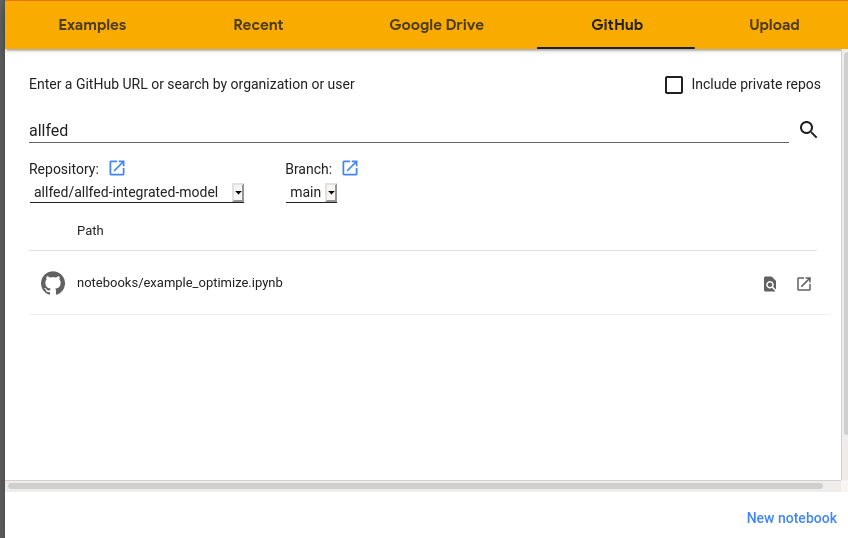 Examples Recent Google Drive GitHub Upload
Enter a GitHub URL or search by organization or user Include private repos
allfed
Repository: Branch:
allfed/allfed-integrated-model main
Path
notebooks/example_optimize.ipynb
New notebook